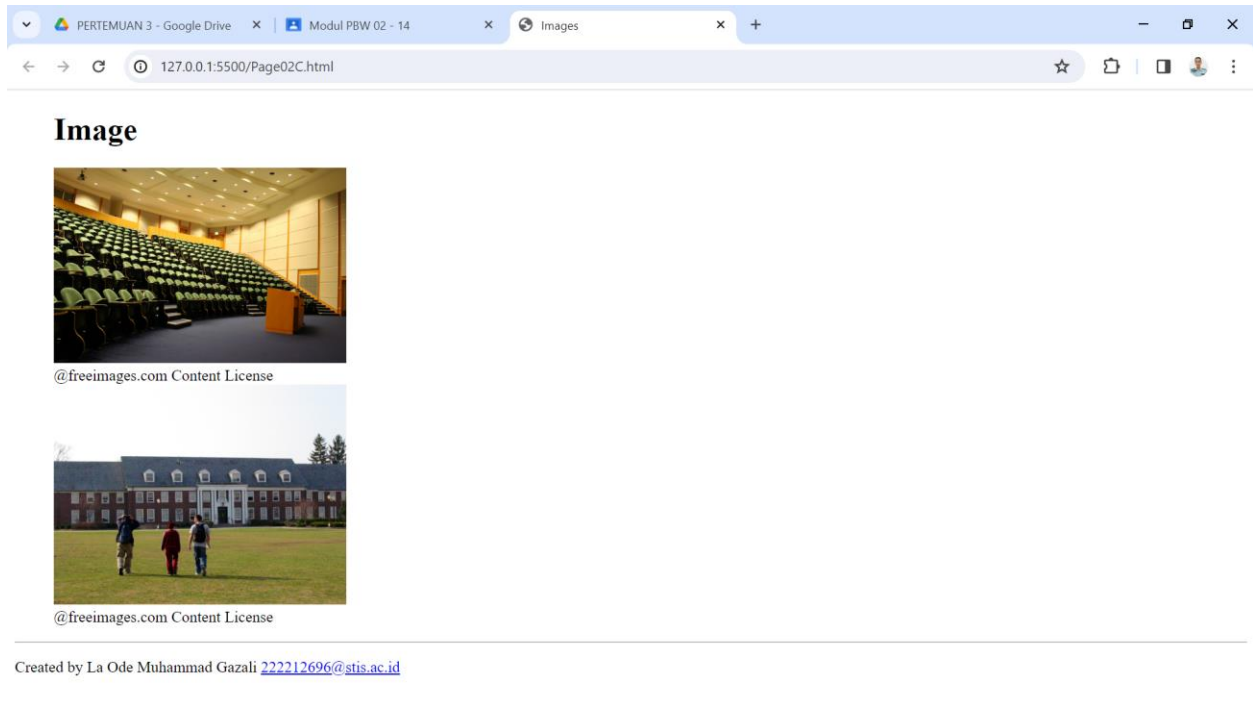 PERTEMUAN 3 - Google Drive
Modul PBW 02 - 14
Images
127.0.0.1:5500/Page02C.html
Image
@freeimages.com Content License
@freeimages.com Content License
Created by La Ode Muhammad Gazali 222212696@stis.ac.id